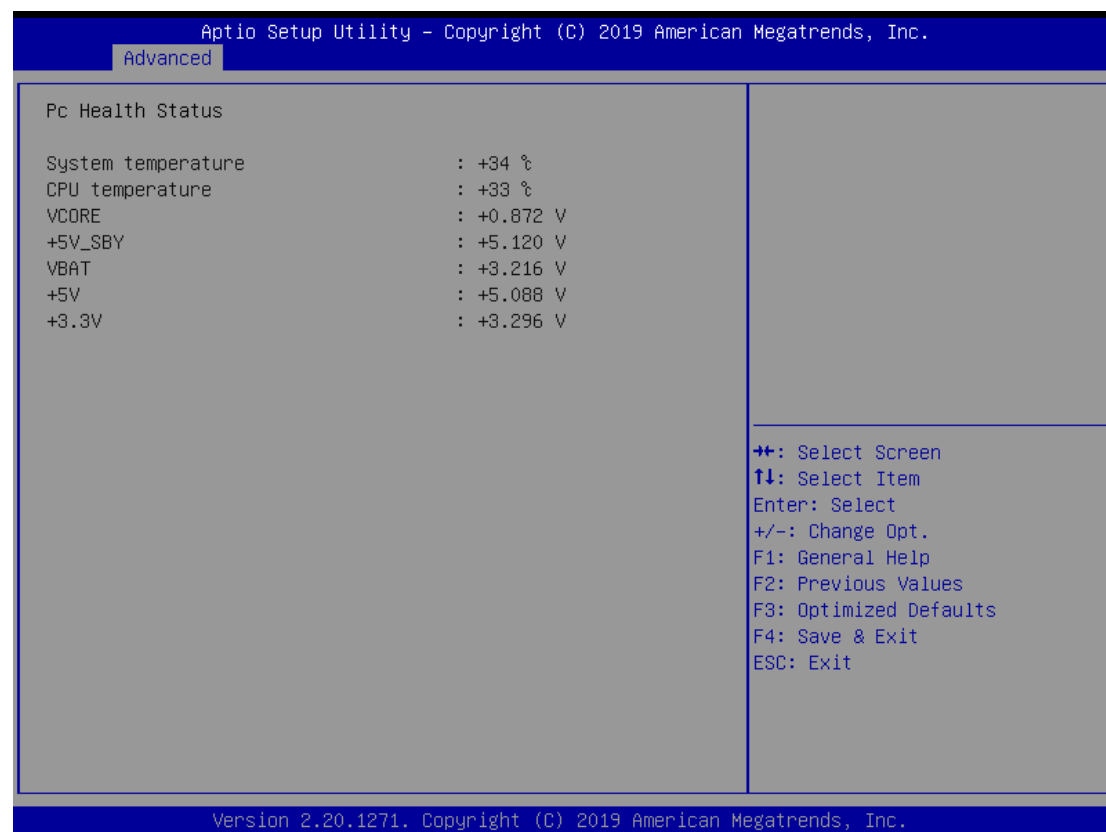 Aptio Setup Utility – Copyright (C) 2019 American Megatrends, Inc.
Advanced
Pc Health Status
System temperature : +34 ℃
CPU temperature : +33 ℃
VCORE : +0.872 V
+5V_SBY : +5.120 V
VBAT : +3.216 V
+5V : +5.088 V
+3.3V : +3.296 V
→←: Select Screen
↑↓: Select Item
Enter: Select
+/-: Change Opt.
F1: General Help
F2: Previous Values
F3: Optimized Defaults
F4: Save & Exit
ESC: Exit
Version 2.20.1271. Copyright (C) 2019 American Megatrends, Inc.